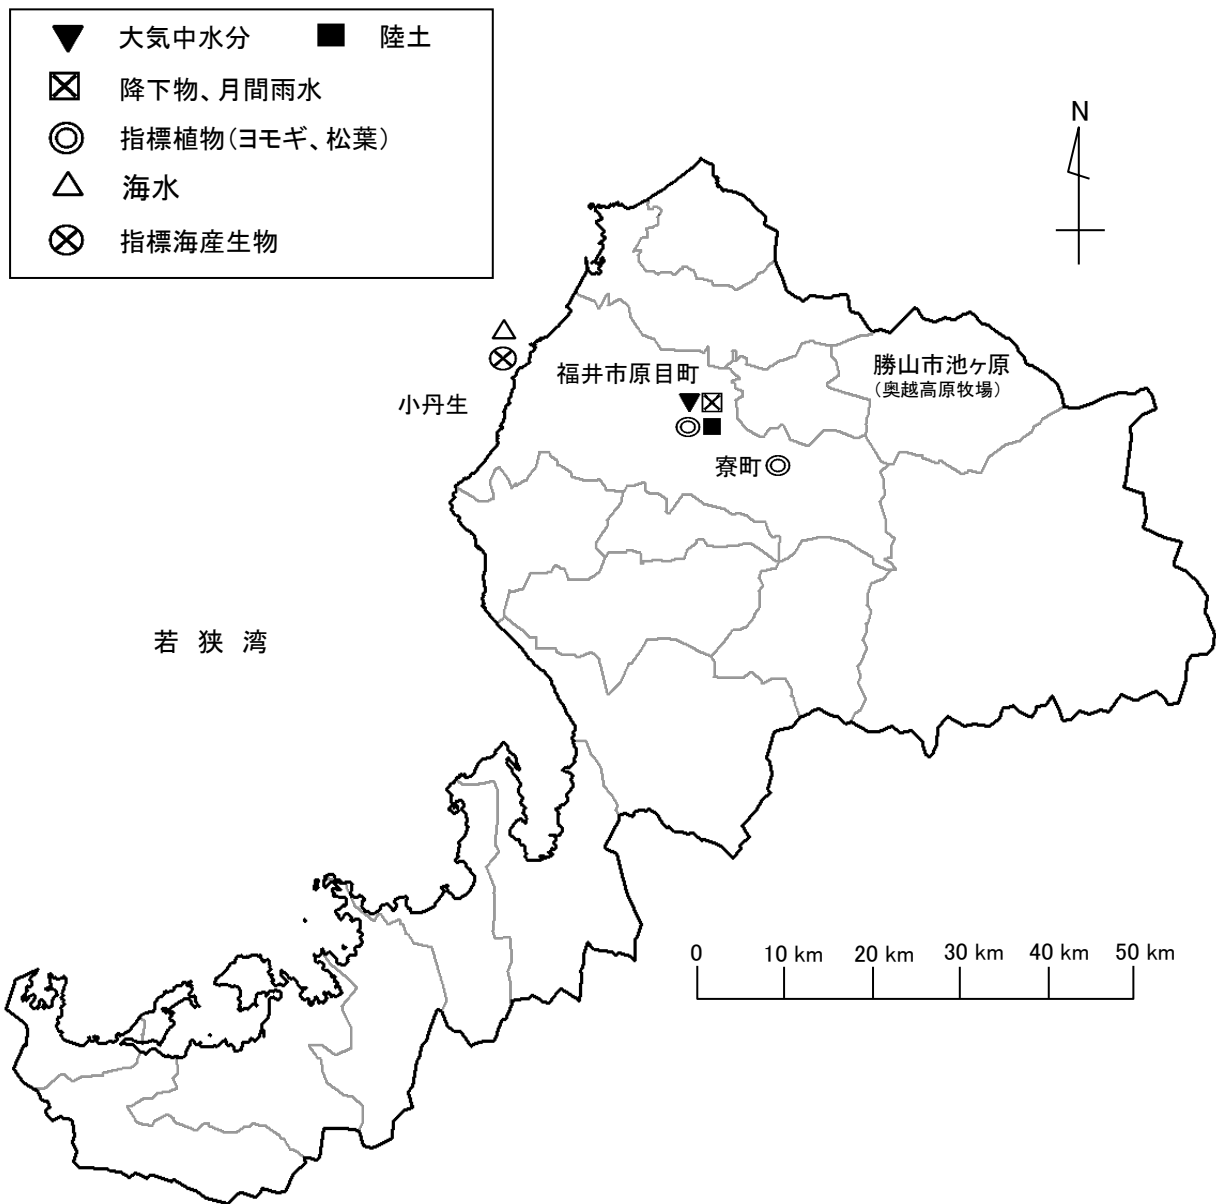 大気中水分 陸土
降下物、月間雨水
指標植物(ヨモギ、松葉)
海水
指標海産生物
N
福井市原目町
勝山市池ヶ原
(奥越高原牧場)
小丹生
寮町
若狭湾
0 10 km 20 km 30 km 40 km 50 km